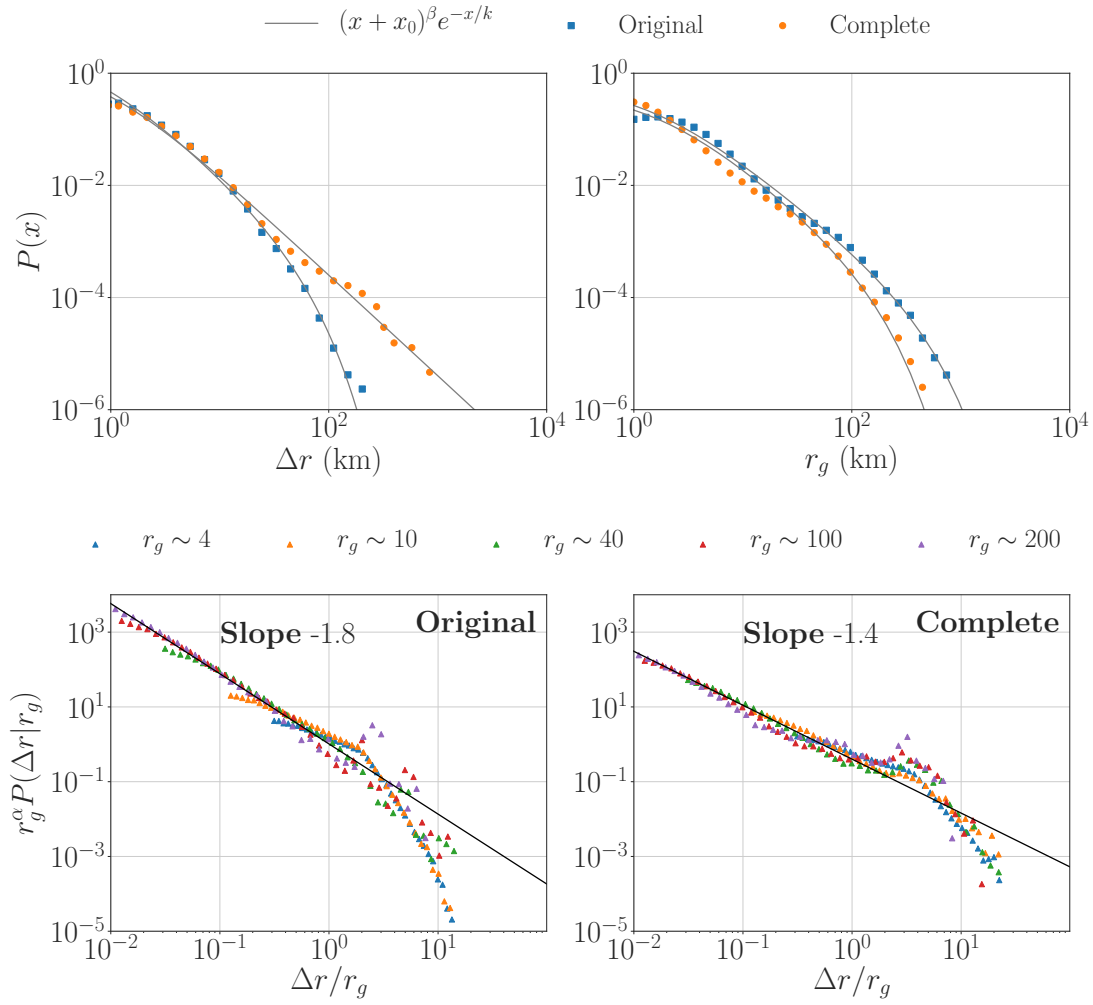 (x + x₀)^β e^{−x/k} Original Complete
10⁰ 10⁰
10⁻² 10⁻²
P(x)
10⁻⁴ 10⁻⁴
10⁻⁶ 10⁻⁶
10⁰ 10² 10⁴ 10⁰ 10² 10⁴
Δr (km) r_g (km)
r_g ∼ 4 r_g ∼ 10 r_g ∼ 40 r_g ∼ 100 r_g ∼ 200
Slope -1.8 Original Slope -1.4 Complete
10³ 10³
10¹ 10¹
r_g^α P(Δr|r_g)
10⁻¹ 10⁻¹
10⁻³ 10⁻³
10⁻⁵ 10⁻⁵
10⁻² 10⁻¹ 10⁰ 10¹ 10⁻² 10⁻¹ 10⁰ 10¹
Δr/r_g Δr/r_g